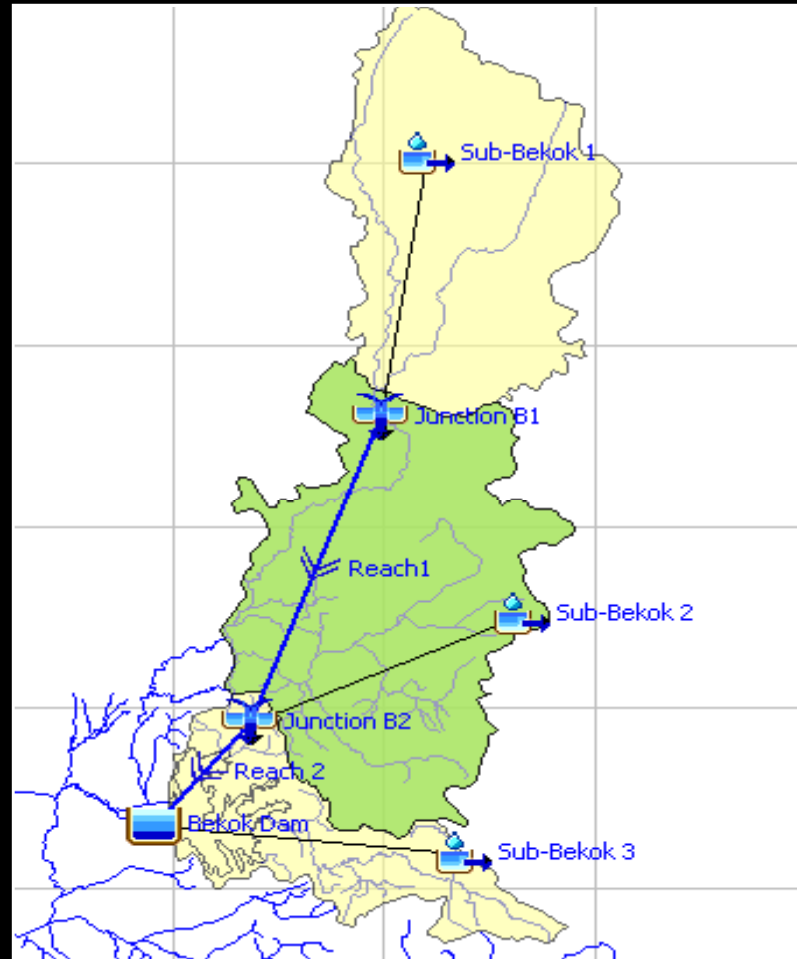 Sub-Bekok 1
Junction B1
Reach1
Sub-Bekok 2
Junction B2
Reach 2
Bekok Dam
Sub-Bekok 3